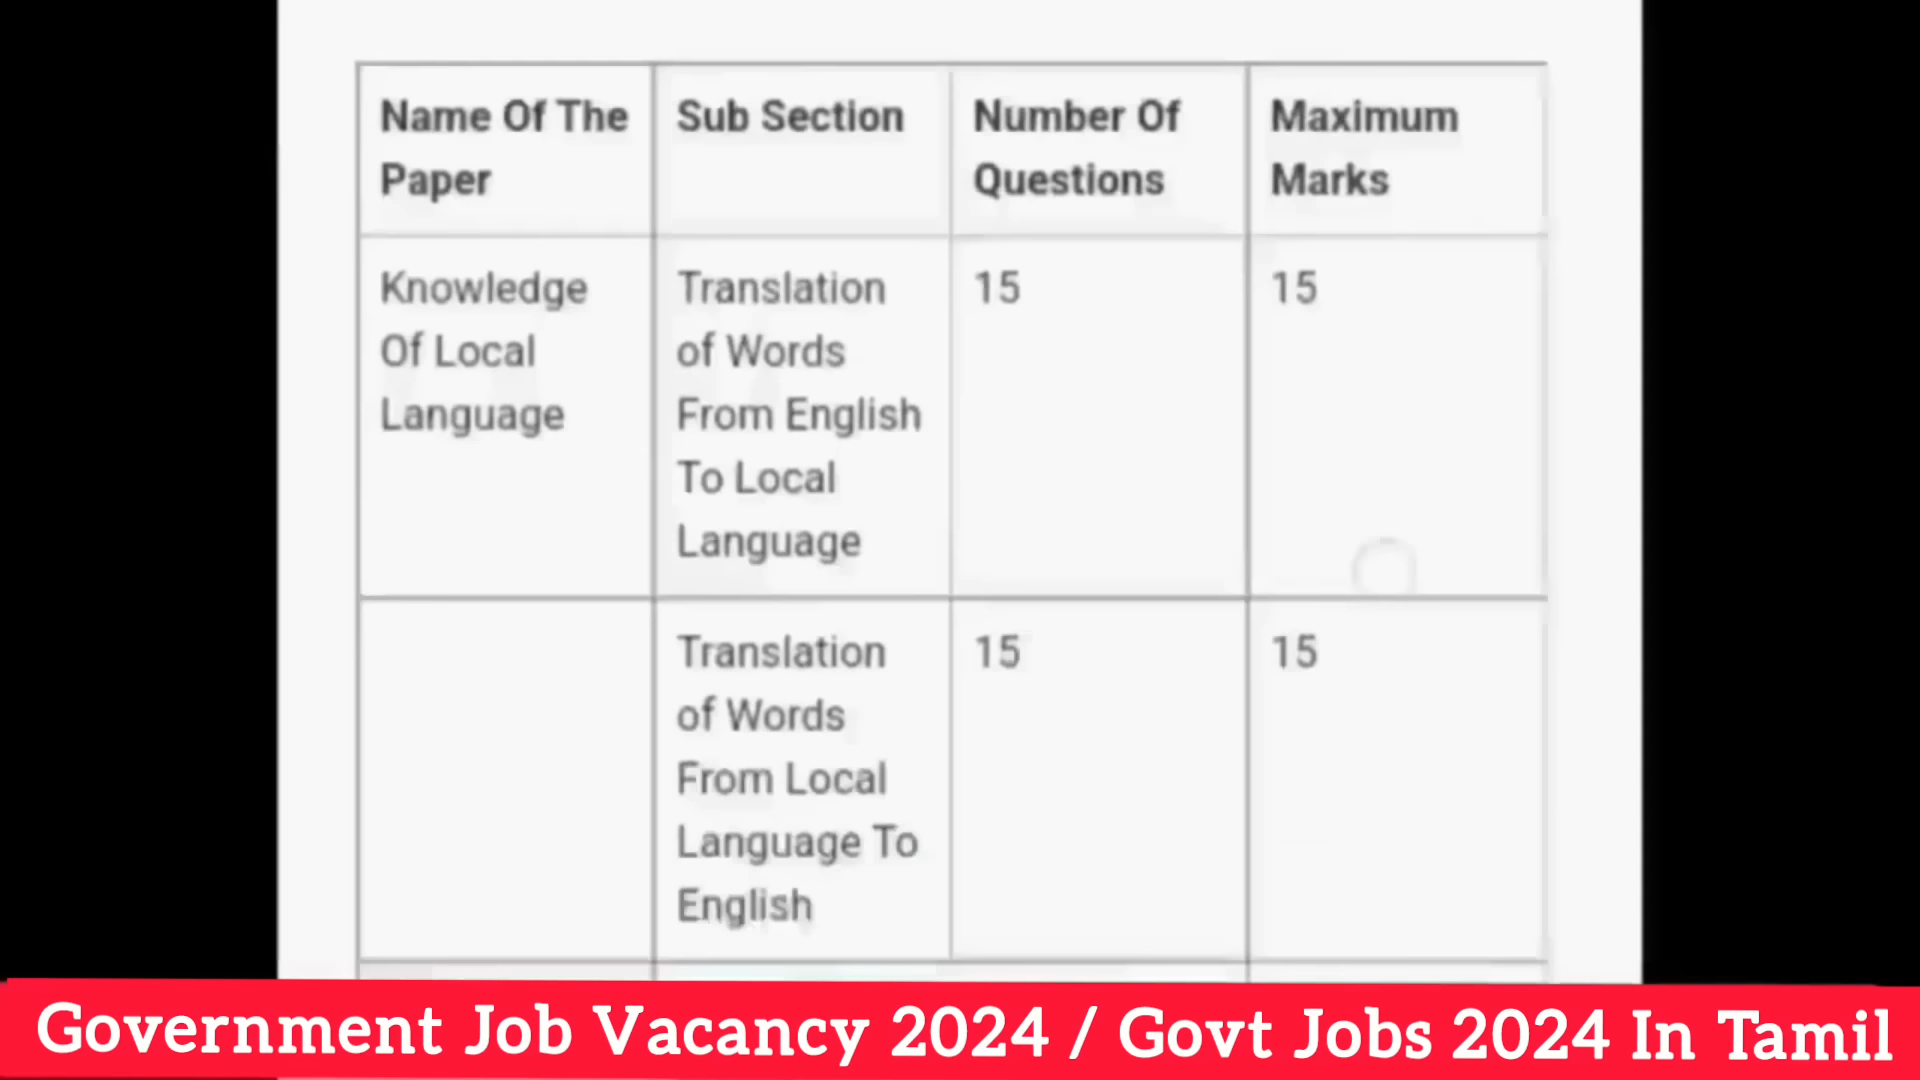 Name Of The Paper
Sub Section
Number Of Questions
Maximum Marks
Knowledge Of Local Language
Translation of Words From English To Local Language
15
15
Translation of Words From Local Language To English
15
15
Government Job Vacancy 2024 / Govt Jobs 2024 In Tamil